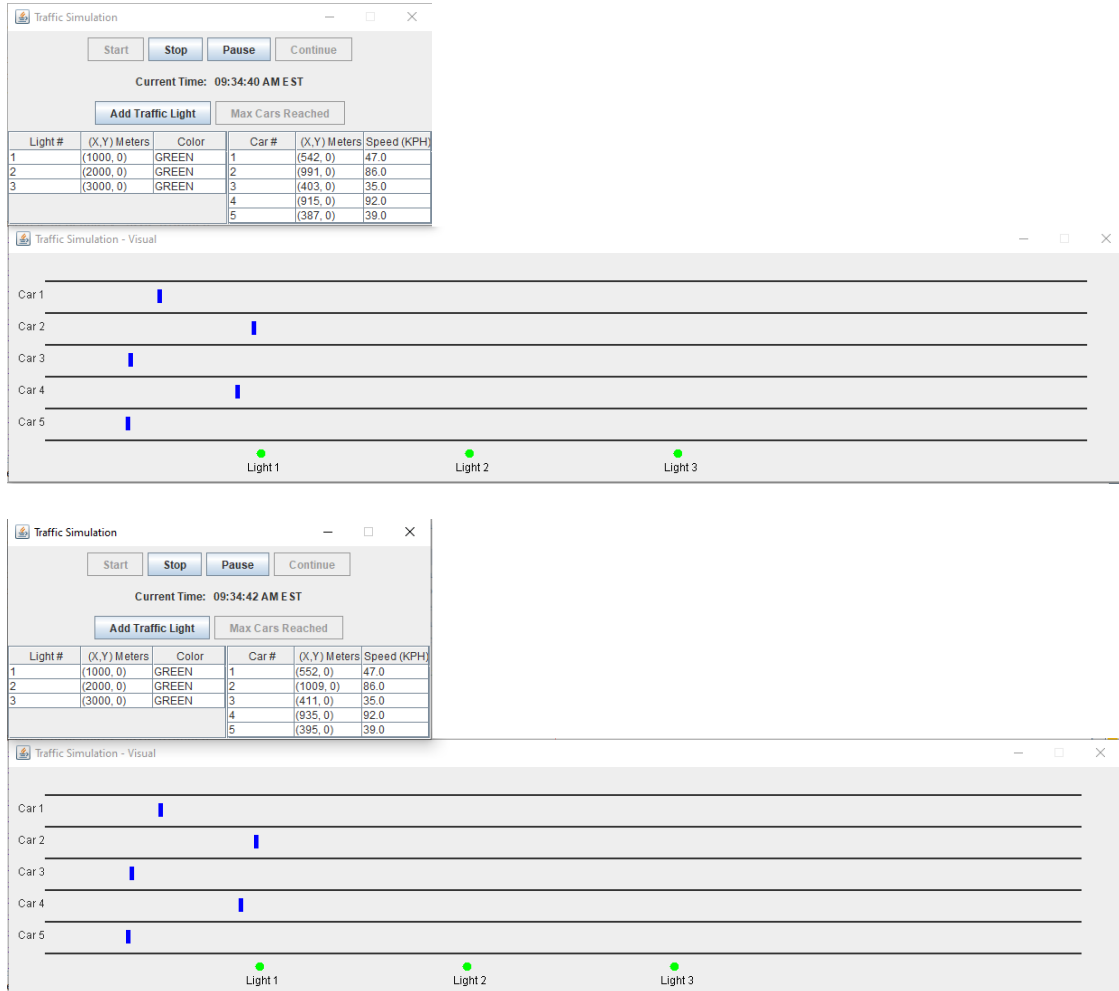 Traffic Simulation
Start Stop Pause Continue
Current Time: 09:34:40 AM EST
Add Traffic Light Max Cars Reached
Light # (X,Y) Meters Color Car # (X,Y) Meters Speed (KPH)
1 (1000, 0) GREEN 1 (542, 0) 47.0
2 (2000, 0) GREEN 2 (991, 0) 86.0
3 (3000, 0) GREEN 3 (403, 0) 35.0
4 (915, 0) 92.0
5 (387, 0) 39.0
Traffic Simulation - Visual
Car 1
Car 2
Car 3
Car 4
Car 5
Light 1 Light 2 Light 3
Traffic Simulation
Start Stop Pause Continue
Current Time: 09:34:42 AM EST
Add Traffic Light Max Cars Reached
Light # (X,Y) Meters Color Car # (X,Y) Meters Speed (KPH)
1 (1000, 0) GREEN 1 (552, 0) 47.0
2 (2000, 0) GREEN 2 (1009, 0) 86.0
3 (3000, 0) GREEN 3 (411, 0) 35.0
4 (935, 0) 92.0
5 (395, 0) 39.0
Traffic Simulation - Visual
Car 1
Car 2
Car 3
Car 4
Car 5
Light 1 Light 2 Light 3